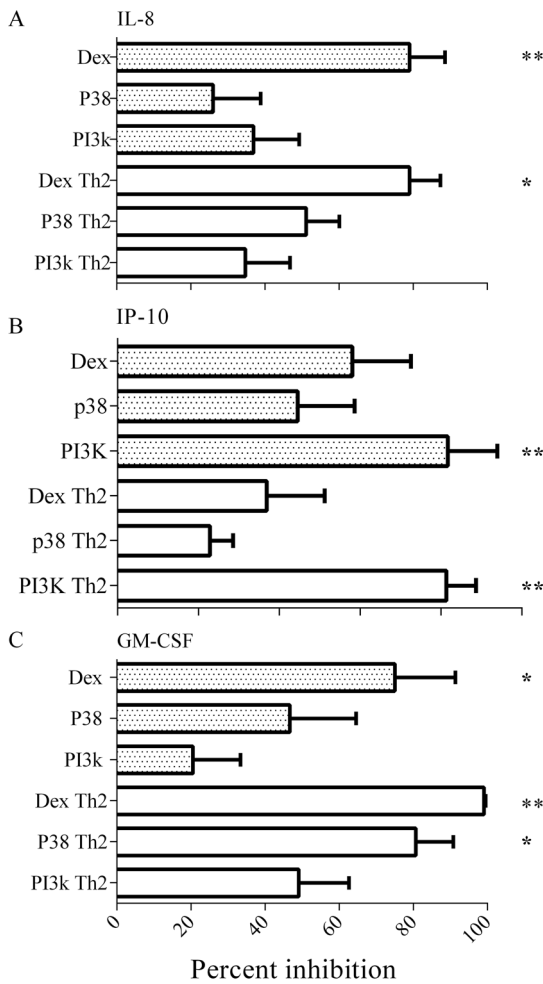 A
IL-8
Dex
**
P38
PI3k
Dex Th2
*
P38 Th2
PI3k Th2
B
IP-10
Dex
p38
PI3K
**
Dex Th2
p38 Th2
PI3K Th2
**
C
GM-CSF
Dex
*
P38
PI3k
Dex Th2
**
P38 Th2
*
PI3k Th2
0 20 40 60 80 100
Percent inhibition